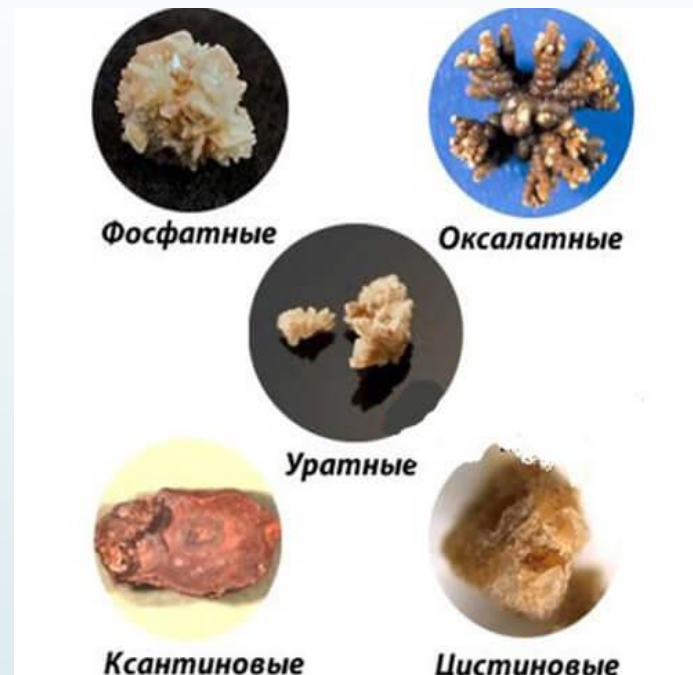 Фосфатные
Оксалатные
Уратные
Ксантиновые
Цистиновые